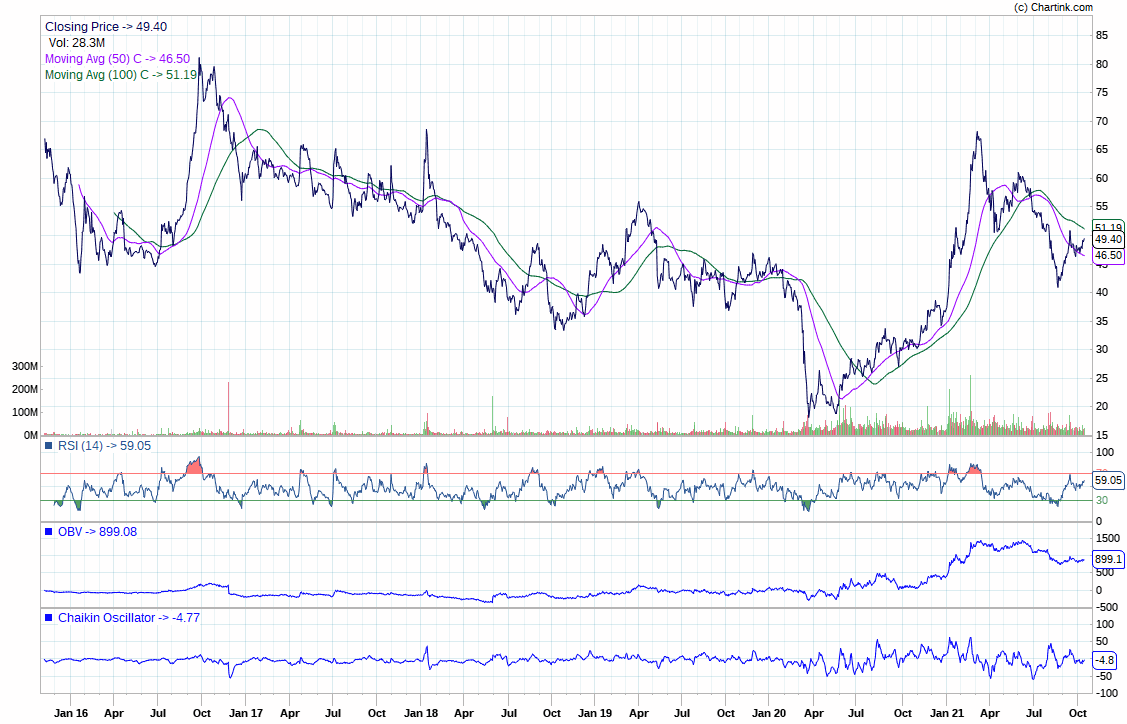 (c) Chartink.com
Closing Price -> 49.40
Vol: 28.3M
Moving Avg (50) C -> 46.50
Moving Avg (100) C -> 51.19
85
80
75
70
65
60
55
51.19
49.40
46.50
45
40
35
30
25
20
15
300M
200M
100M
0M
RSI (14) -> 59.05
100
70
59.05
30
0
OBV -> 899.08
1500
899.1
500
0
-500
Chaikin Oscillator -> -4.77
100
50
-4.8
-50
-100
Jan 16 Apr Jul Oct Jan 17 Apr Jul Oct Jan 18 Apr Jul Oct Jan 19 Apr Jul Oct Jan 20 Apr Jul Oct Jan 21 Apr Jul Oct